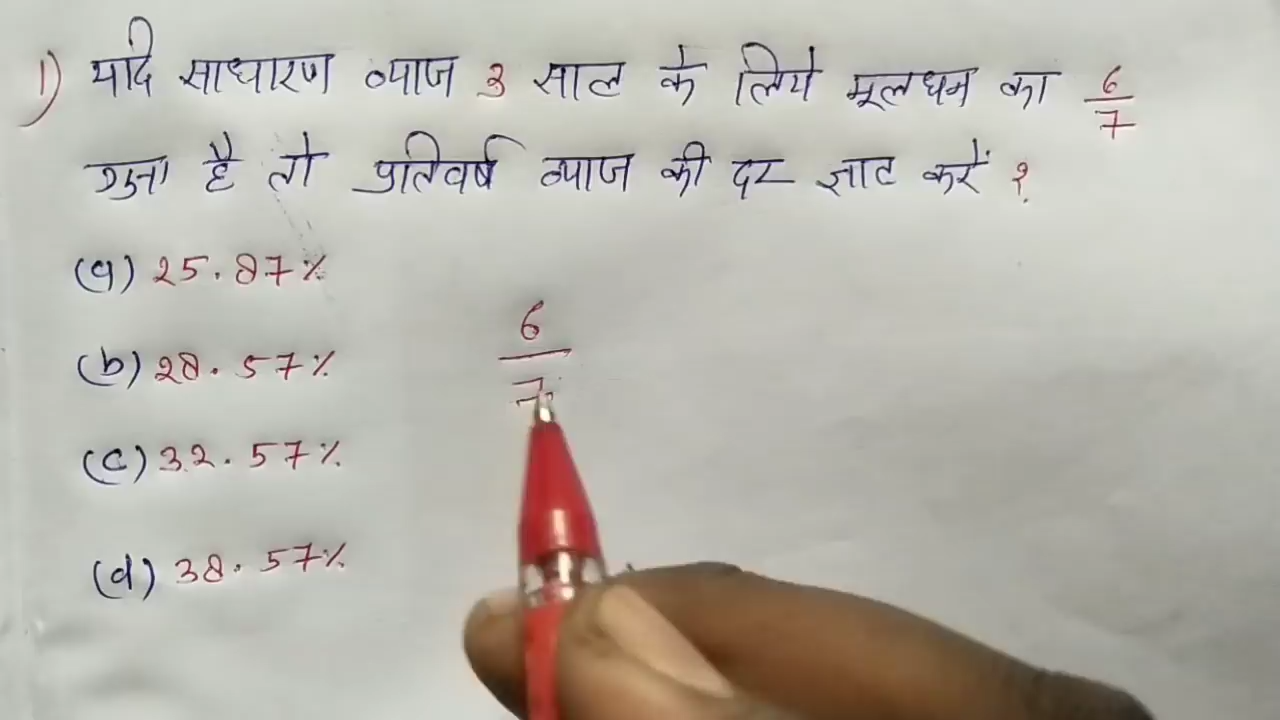 1) यदि साधारण व्याज 3 साल के लिये मूलधन का 6/7
गुना है तो प्रतिवर्ष व्याज की दर ज्ञात करें ?
(a) 25.87%
(b) 28.57%
(c) 32.57%
(d) 38.57%
6/7